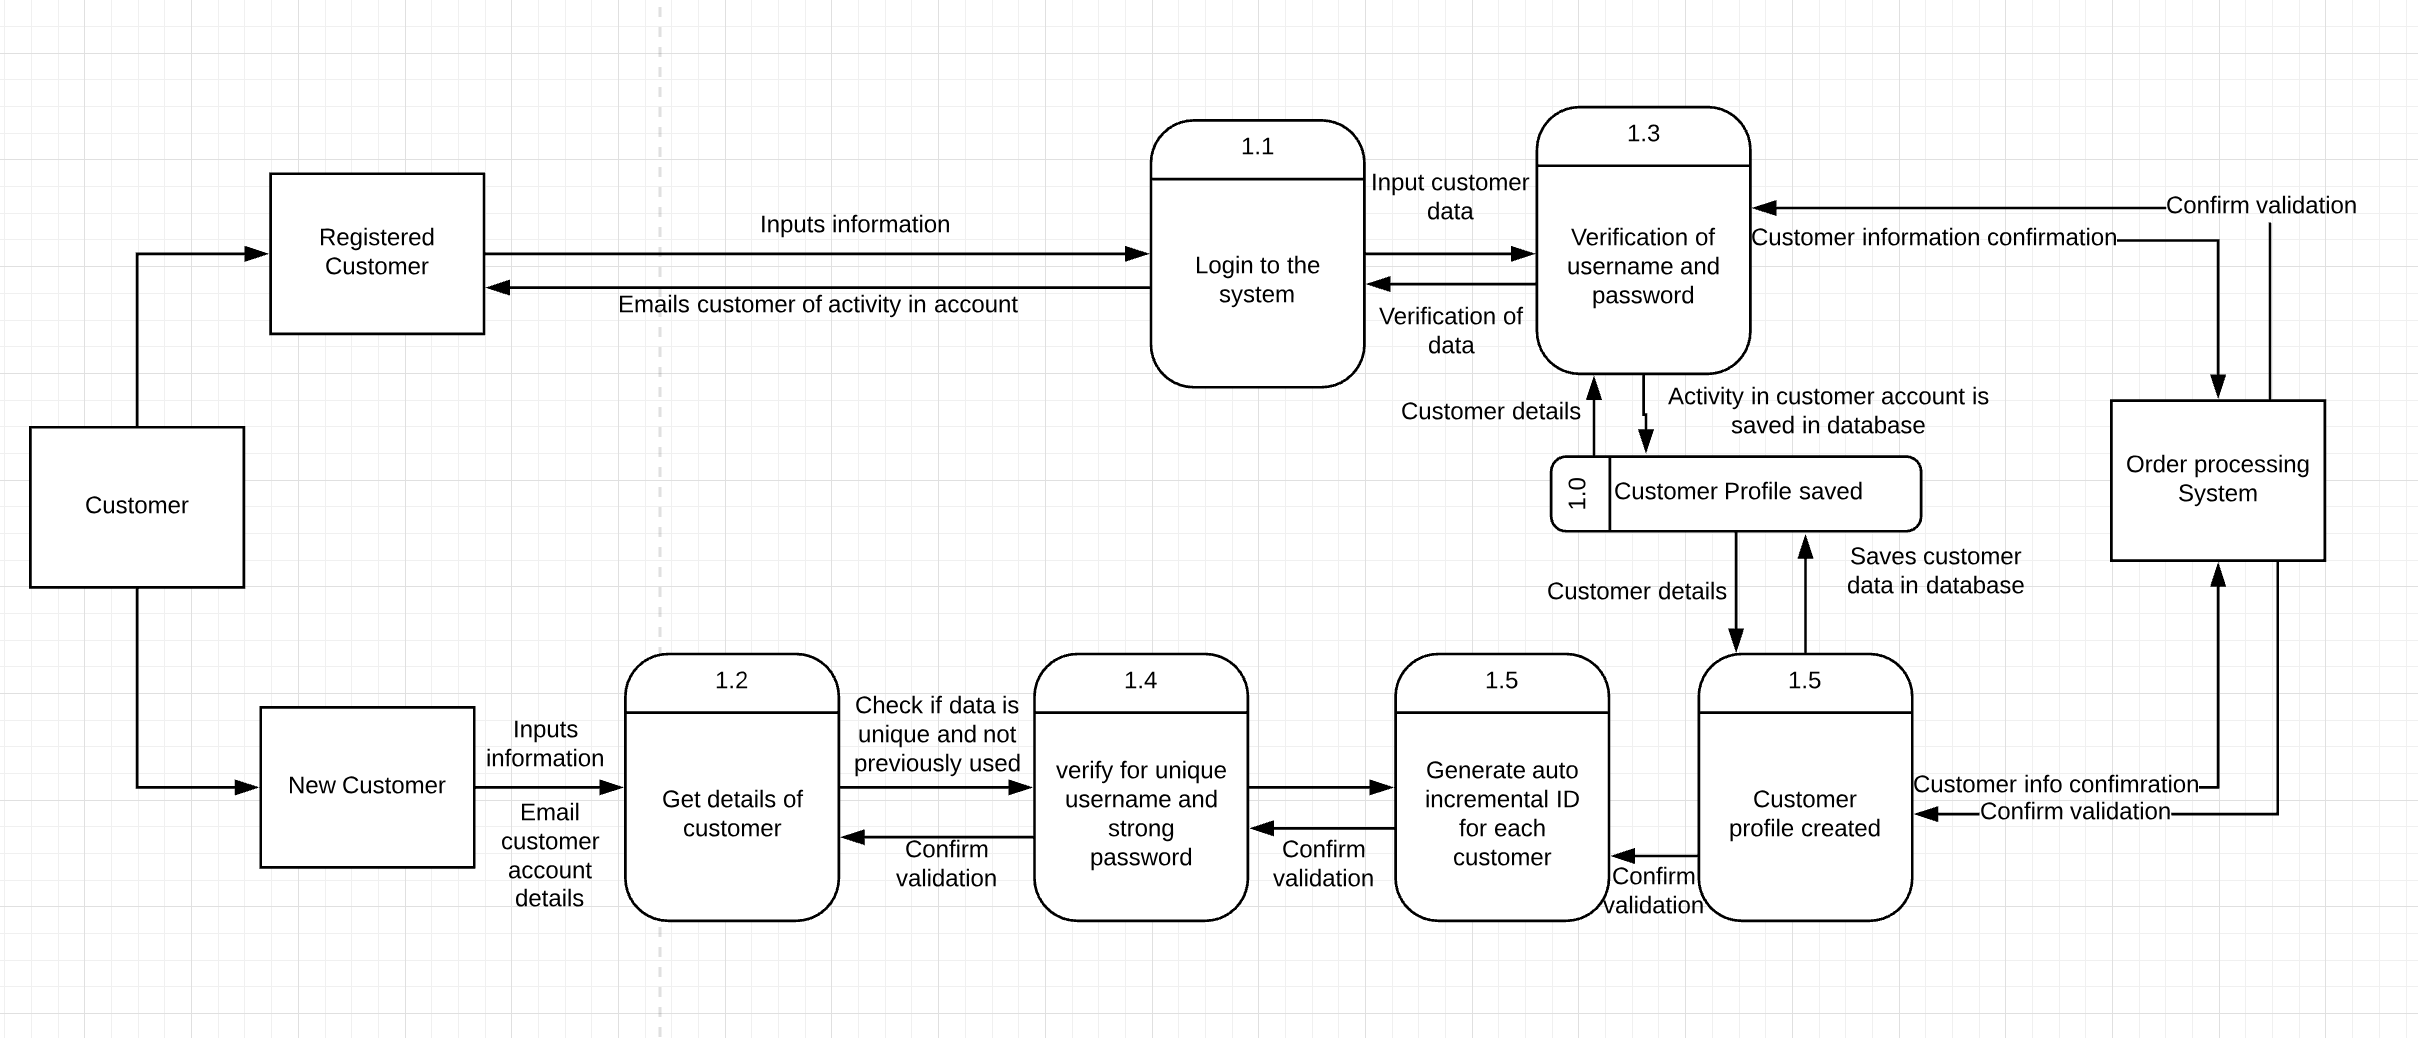 1.1
1.3
Input customer
data
Confirm validation
Inputs information
Registered
Customer
Verification of
username and
password
Customer information confirmation
Login to the
system
Emails customer of activity in account
Verification of
data
Customer details
Activity in customer account is
saved in database
Order processing
System
1.0
Customer Profile saved
Customer
Saves customer
data in database
Customer details
1.2
1.4
1.5
1.5
Check if data is
unique and not
previously used
Inputs
information
New Customer
Email
customer
account
details
Get details of
customer
verify for unique
username and
strong
password
Generate auto
incremental ID
for each
customer
Customer
profile created
Customer info confimration
Confirm validation
Confirm
validation
Confirm
validation
Confirm
validation